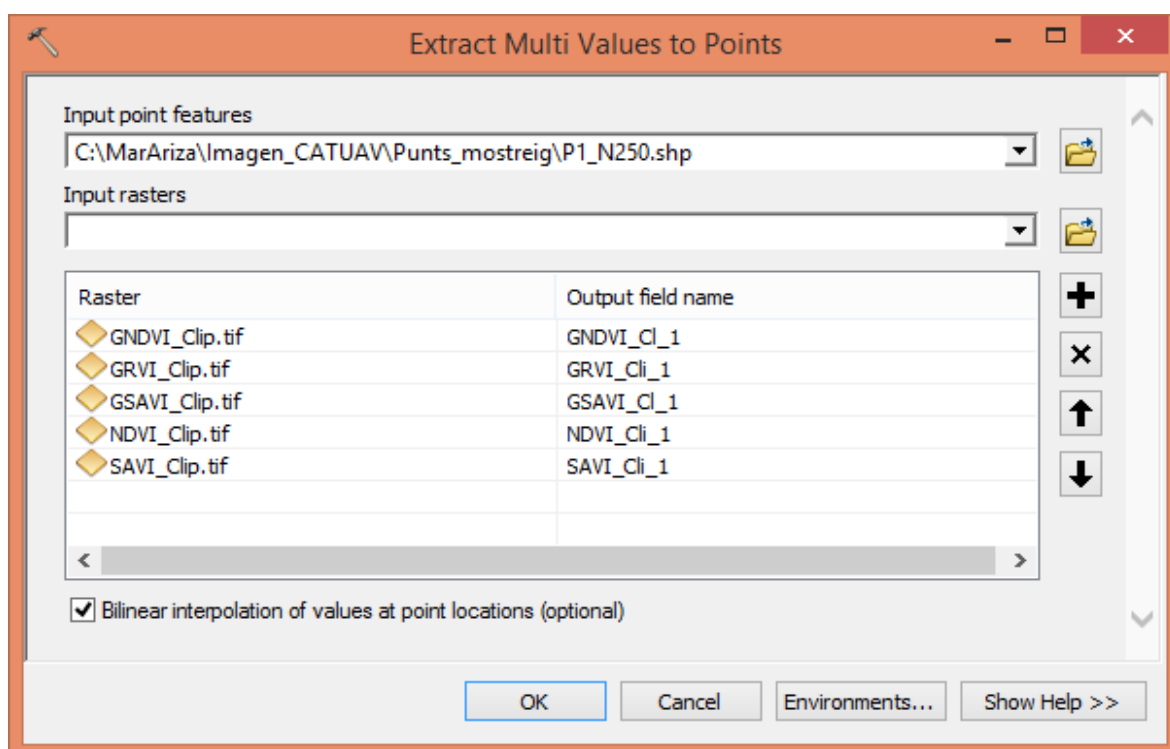 Extract Multi Values to Points
Input point features
C:\MarAriza\Imagen_CATUAV\Punts_mostreig\P1_N250.shp
Input rasters
Raster Output field name
GNDVI_Clip.tif GNDVI_Cl_1
GRVI_Clip.tif GRVI_Cli_1
GSAVI_Clip.tif GSAVI_Cl_1
NDVI_Clip.tif NDVI_Cli_1
SAVI_Clip.tif SAVI_Cli_1
Bilinear interpolation of values at point locations (optional)
OK Cancel Environments... Show Help >>